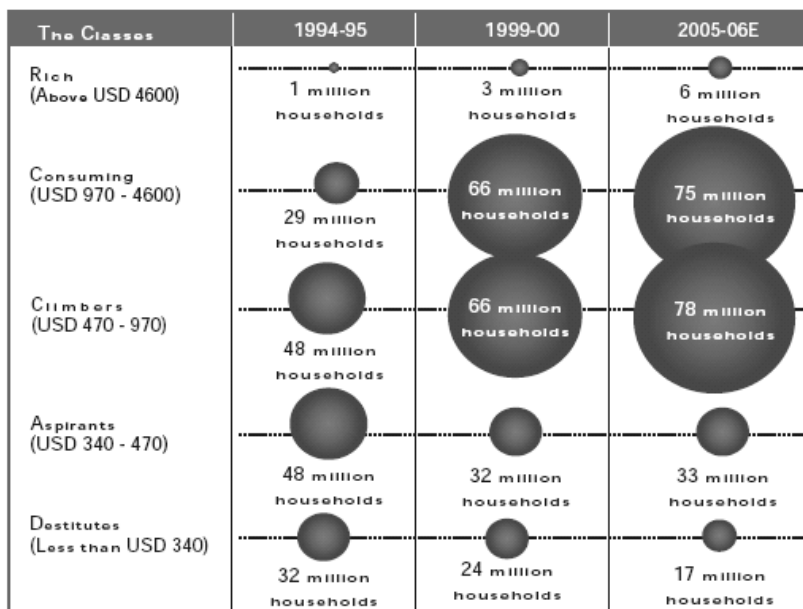 The Classes 1994-95 1999-00 2005-06E
Rich
(Above USD 4600)
1 million
households
3 million
households
6 million
households
Consuming
(USD 970 - 4600)
29 million
households
66 million
households
75 million
households
Climbers
(USD 470 - 970)
48 million
households
66 million
households
78 million
households
Aspirants
(USD 340 - 470)
48 million
households
32 million
households
33 million
households
Destitutes
(Less than USD 340)
32 million
households
24 million
households
17 million
households